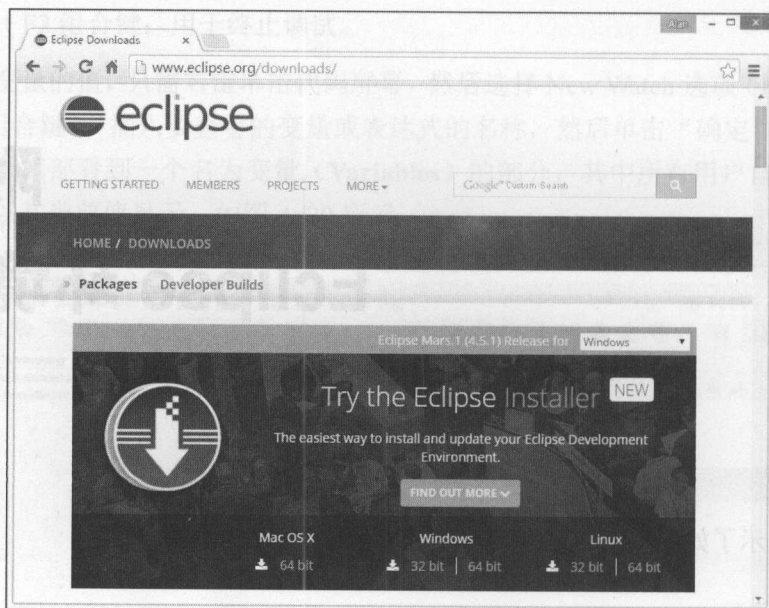 Alan
Eclipse Downloads
www.eclipse.org/downloads/
eclipse
GETTING STARTED MEMBERS PROJECTS MORE
Google™ Custom Search
HOME / DOWNLOADS
Packages Developer Builds
Eclipse Mars.1 (4.5.1) Release for Windows
Try the Eclipse Installer NEW
The easiest way to install and update your Eclipse Development
Environment.
FIND OUT MORE
Mac OS X Windows Linux
64 bit 32 bit | 64 bit 32 bit | 64 bit